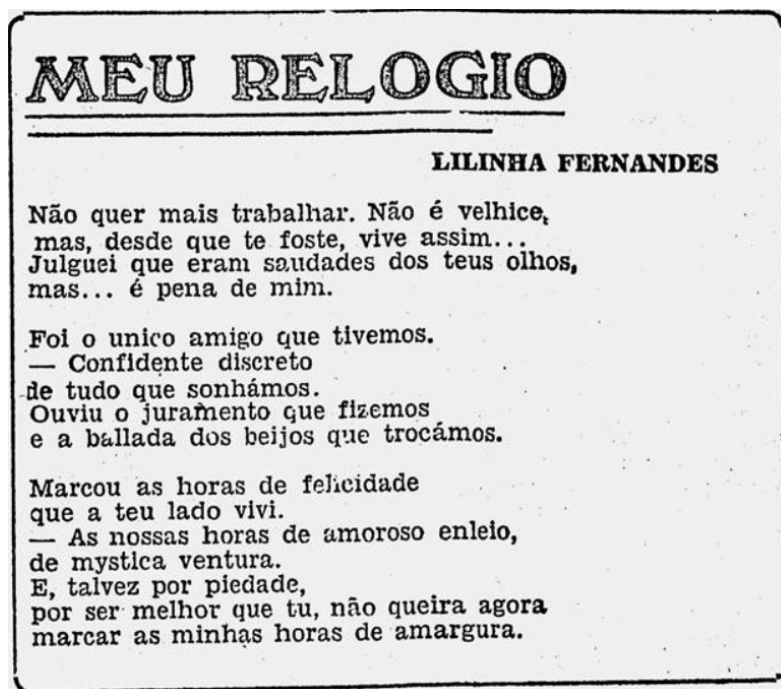 MEU RELOGIO
LILINHA FERNANDES
Não quer mais trabalhar. Não é velhice,
mas, desde que te foste, vive assim...
Julguei que eram saudades dos teus olhos,
mas... é pena de mim.
Foi o unico amigo que tivemos.
— Confidente discreto
de tudo que sonhámos.
Ouviu o juramento que fizemos
e a ballada dos beijos que trocámos.
Marcou as horas de felicidade
que a teu lado vivi.
— As nossas horas de amoroso enleio,
de mystica ventura.
E, talvez por piedade,
por ser melhor que tu, não queira agora
marcar as minhas horas de amargura.